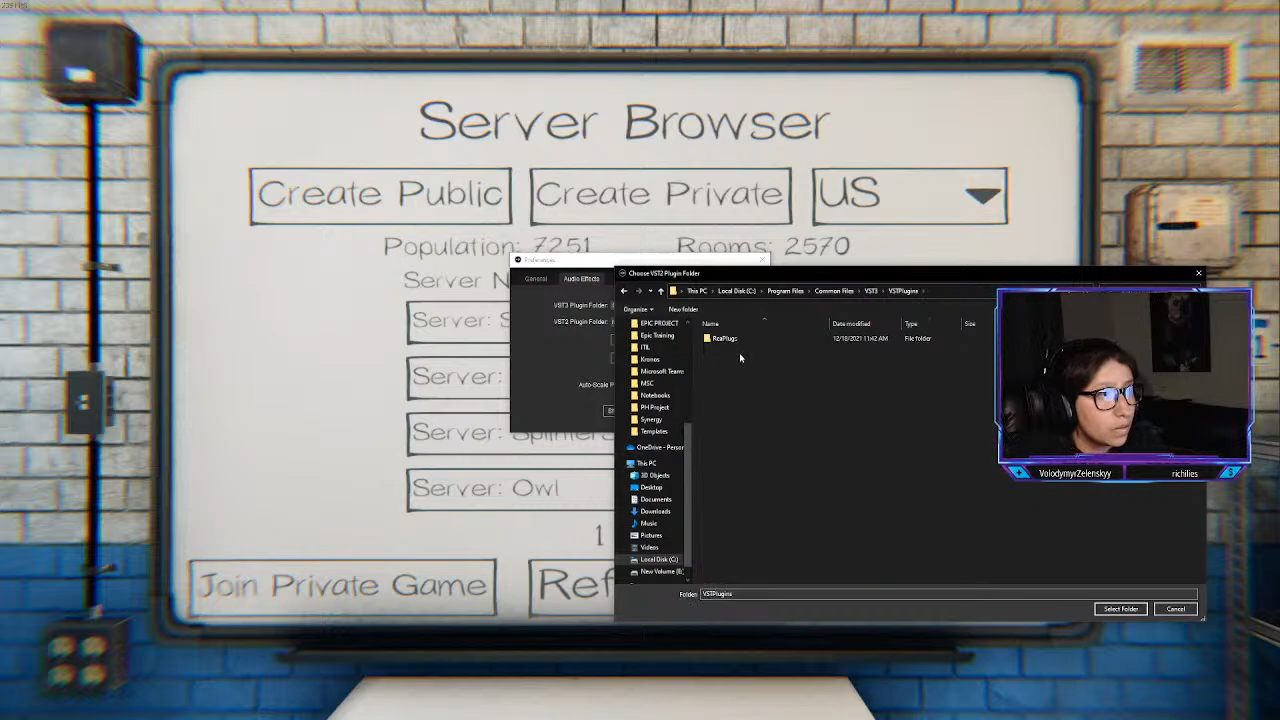 Server Browser
Create Public
Create Private
US
Population: 7251
Rooms: 2570
Server N
Server: S
Server:
Server: Splinters
Server: Owl
1
Join Private Game
Ref
Preferences
General
Audio Effects
VST3 Plugin Folder:
VST2 Plugin Folder:
Choose VST2 Plugin Folder
This PC
Local Disk (C:)
Program Files
Common Files
VST3
VSTPlugins
Organize
New folder
Name
Date modified
Type
Size
ReaPlugs
12/18/2021 11:42 AM
File folder
EPIC PROJECT
Epic Training
ITIL
Kronos
Microsoft Teams
MSC
Notebooks
PH Project
Synergy
Templates
OneDrive - Person
This PC
3D Objects
Desktop
Documents
Downloads
Music
Pictures
Videos
Local Disk (C:)
New Volume (E:
Folder:
VSTPlugins
Select Folder
Cancel
VolodymyrZelenskyy
richilies